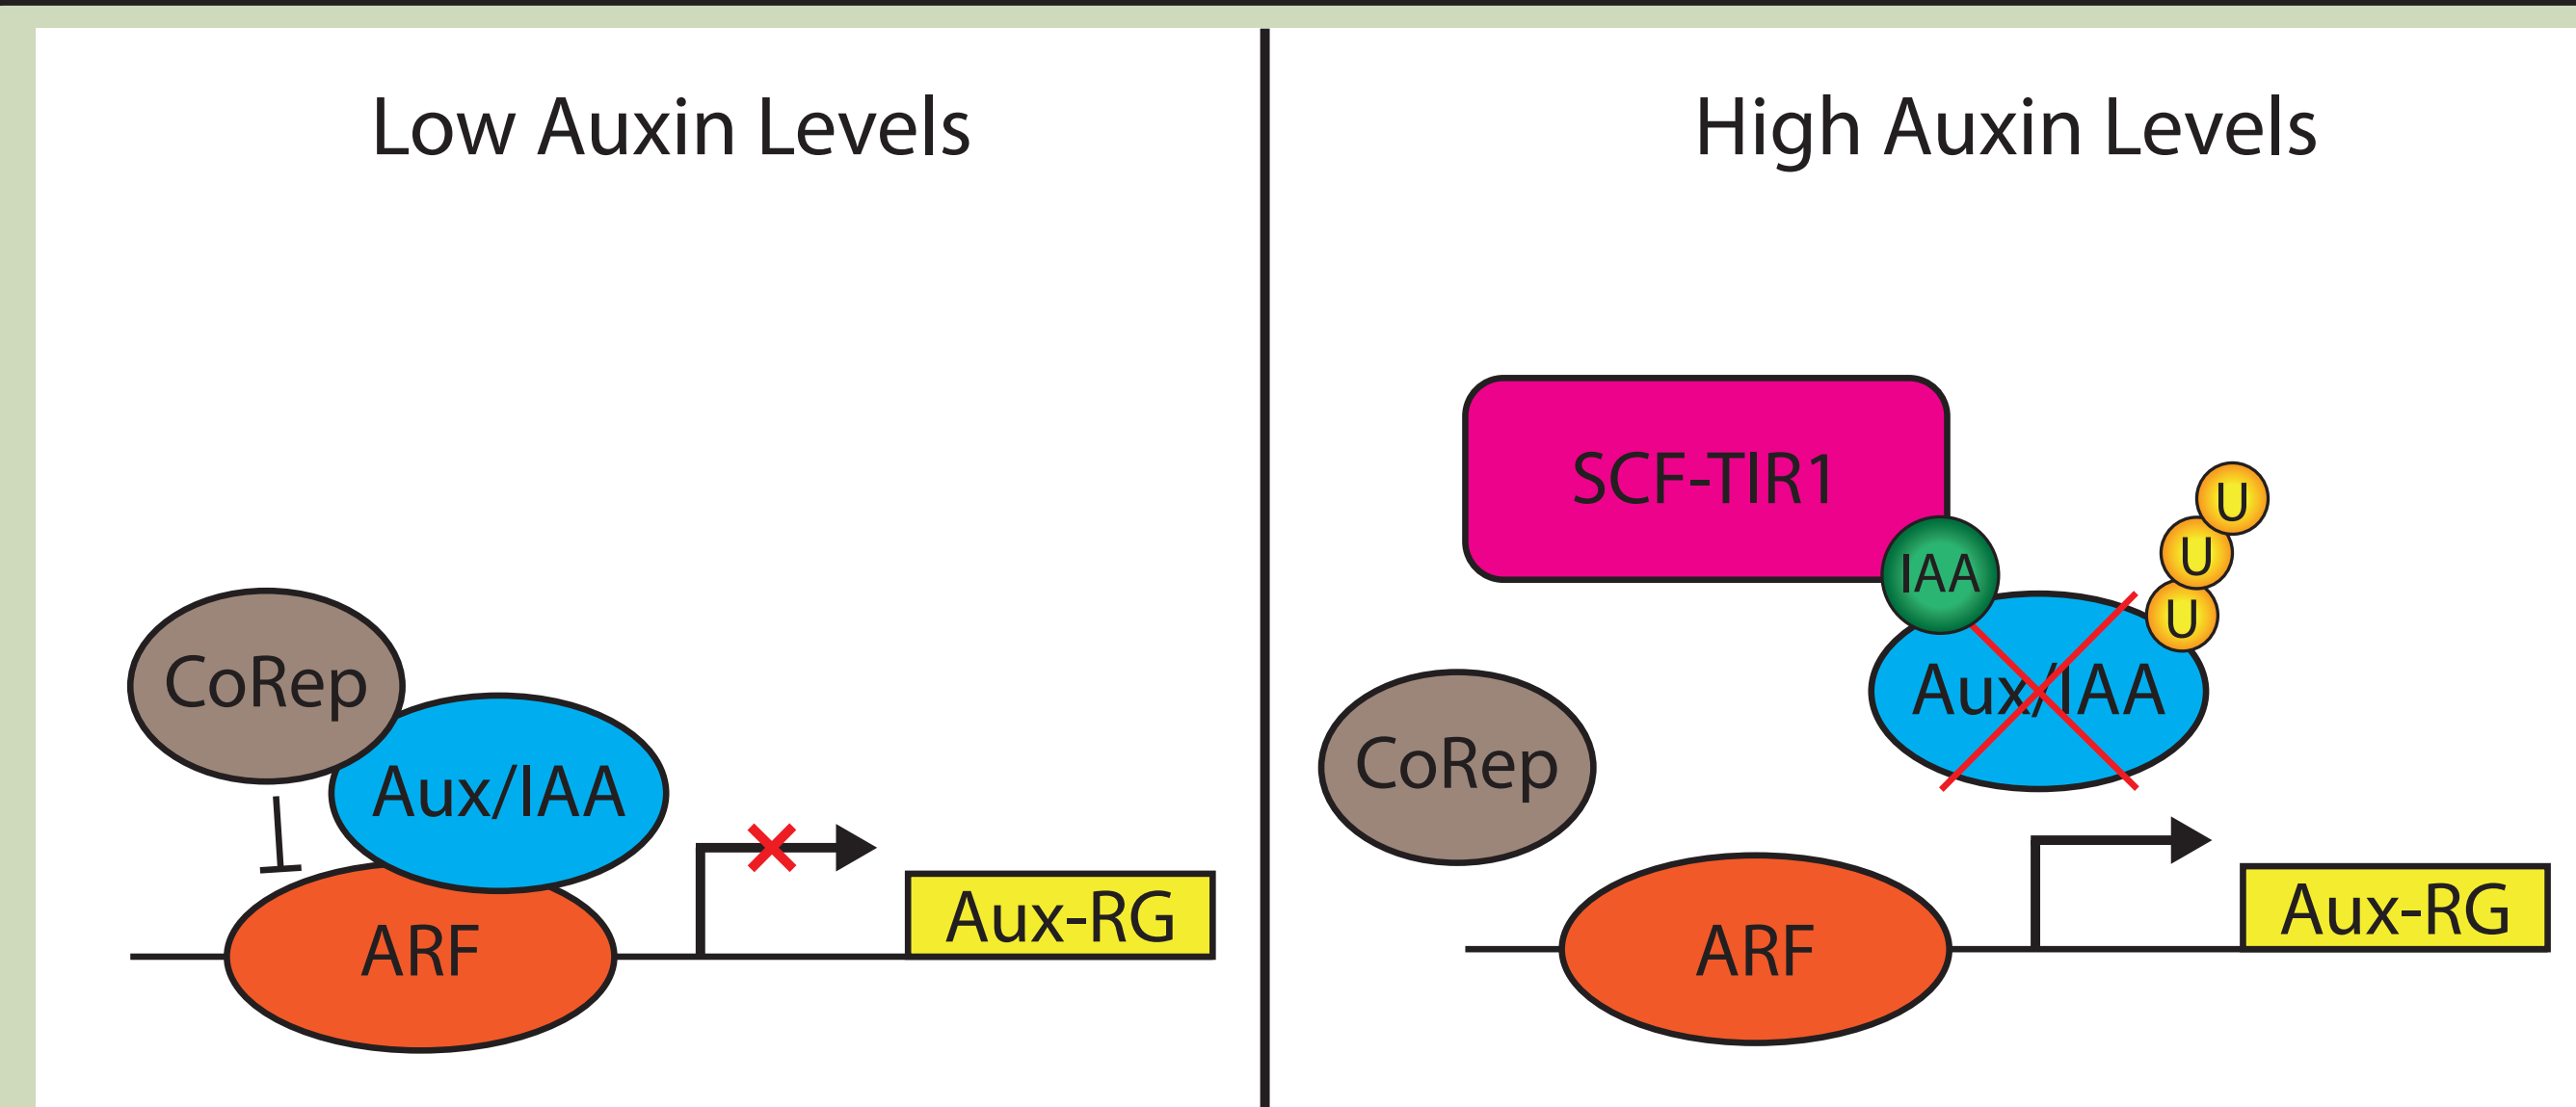 Low Auxin Levels
CoRep
Aux/IAA
ARF
Aux-RG
High Auxin Levels
SCF-TIR1
IAA
U
U
U
Aux/IAA
CoRep
ARF
Aux-RG